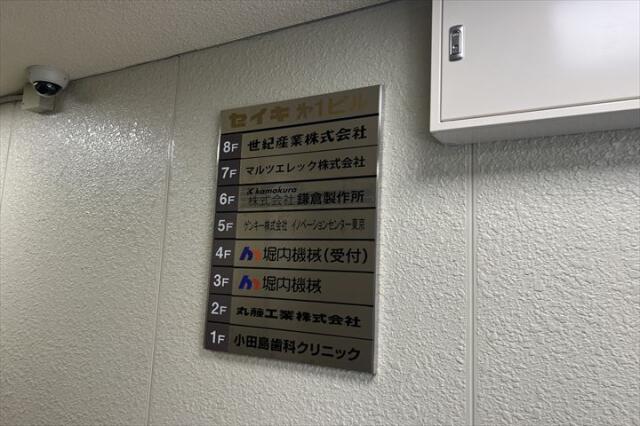 セイキ第1ビル
8F 世紀産業株式会社
7F マルツエレック株式会社
6F kamakura 株式会社鎌倉製作所
5F ゲンキー株式会社 イノベーションセンター東京
4F 堀内機械(受付)
3F 堀内機械
2F 丸藤工業株式会社
1F 小田島歯科クリニック